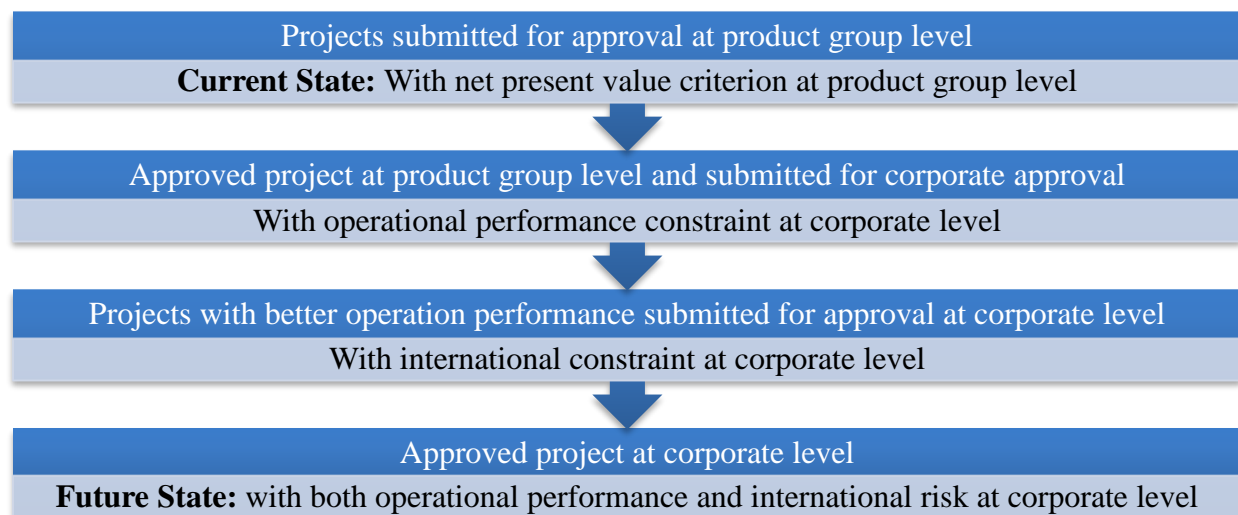 Projects submitted for approval at product group level
Current State: With net present value criterion at product group level
Approved project at product group level and submitted for corporate approval
With operational performance constraint at corporate level
Projects with better operation performance submitted for approval at corporate level
With international constraint at corporate level
Approved project at corporate level
Future State: with both operational performance and international risk at corporate level